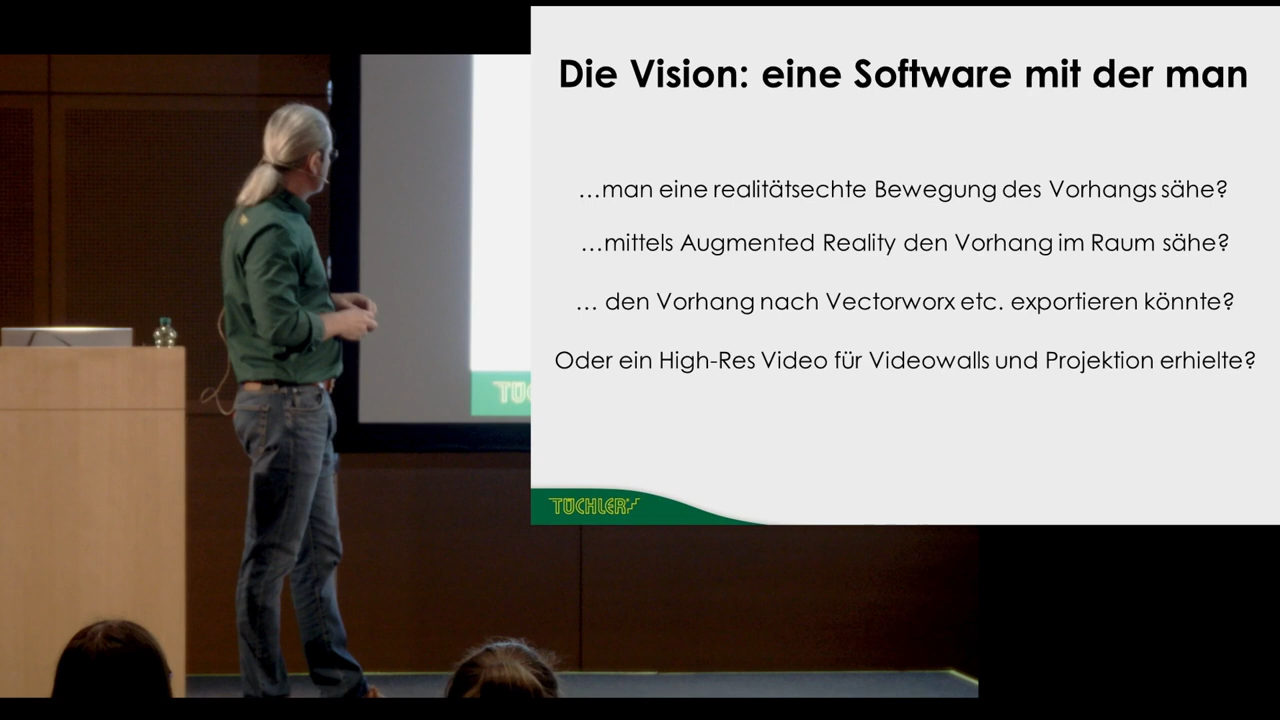 Die Vision: eine Software mit der man
…man eine realitätsechte Bewegung des Vorhangs sähe?
…mittels Augmented Reality den Vorhang im Raum sähe?
… den Vorhang nach Vectorworx etc. exportieren könnte?
Oder ein High-Res Video für Videowalls und Projektion erhielte?
TÜCHLER
TÜ